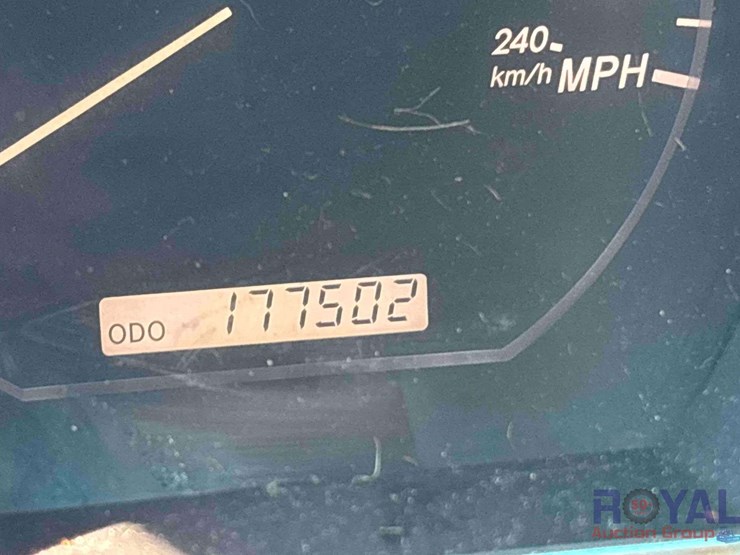 240
km/h MPH
ODO 177502
ROYAL
Auction Group